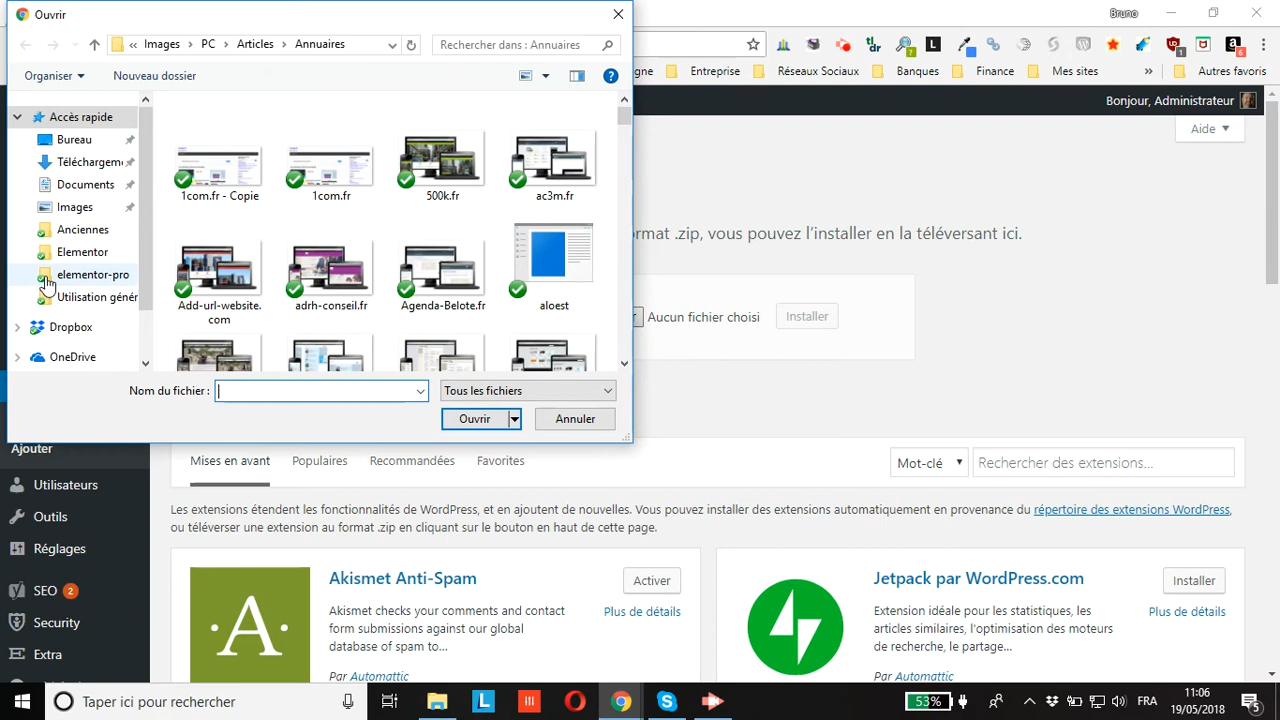 Ouvrir
Bruno
Images > PC > Articles > Annuaires
Rechercher dans : Annuaires
Organiser
Nouveau dossier
igne
Entreprise
Réseaux Sociaux
Banques
Finance
Mes sites
»
Autres favoris
Bonjour, Administrateur
Aide
Accès rapide
Bureau
Téléchargem
Documents
Images
Anciennes
Elementor
elementor-pro
Utilisation génér
Dropbox
OneDrive
1com.fr - Copie
1com.fr
500k.fr
ac3m.fr
Add-url-website.
com
adrh-conseil.fr
Agenda-Belote.fr
aloest
ormat .zip, vous pouvez l'installer en la téléversant ici.
r
Aucun fichier choisi
Installer
Nom du fichier :
Tous les fichiers
Ouvrir
Annuler
Ajouter
Utilisateurs
Outils
Réglages
SEO 2
Security
Extra
Mises en avant
Populaires
Recommandées
Favorites
Mot-clé
Rechercher des extensions...
Les extensions étendent les fonctionnalités de WordPress, et en ajoutent de nouvelles. Vous pouvez installer des extensions automatiquement en provenance du répertoire des extensions WordPress,
ou téléverser une extension au format .zip en cliquant sur le bouton en haut de cette page.
Akismet Anti-Spam
Activer
Akismet checks your comments and contact
form submissions against our global
database of spam to...
Plus de détails
Par Automattic
Jetpack par WordPress.com
Installer
Extension idéale pour les statistiques, les
articles similaires, l'optimisation des moteurs
de recherche, le partage...
Plus de détails
Par Automattic
Taper ici pour rechercher
53%
FRA
11:06
19/05/2018
5